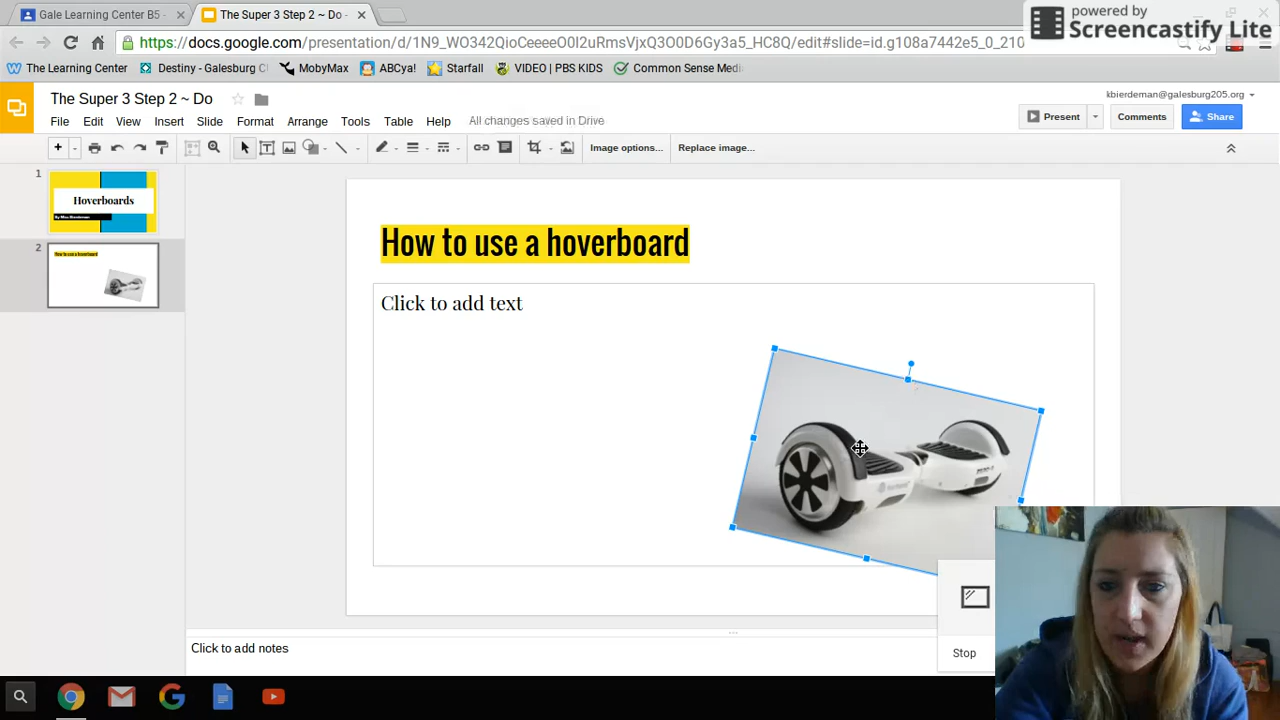 Gale Learning Center B5 -
The Super 3 Step 2 ~ Do -
powered by
Screencastify Lite
https://docs.google.com/presentation/d/1N9_WO342QicCeeeeO0I2uRmsVjxQ3O0D6Gy3a5_HC8Q/edit#slide=id.g108a7442e5_0_210
The Learning Center
Destiny - Galesburg C
MobyMax
ABCya!
Starfall
VIDEO | PBS KIDS
Common Sense Medi
The Super 3 Step 2 ~ Do
kbierdeman@galesburg205.org
File Edit View Insert Slide Format Arrange Tools Table Help
All changes saved in Drive
Present
Comments
Share
Image options...
Replace image...
1
Hoverboards
2
How to use a hoverboard
How to use a hoverboard
Click to add text
Stop
Click to add notes